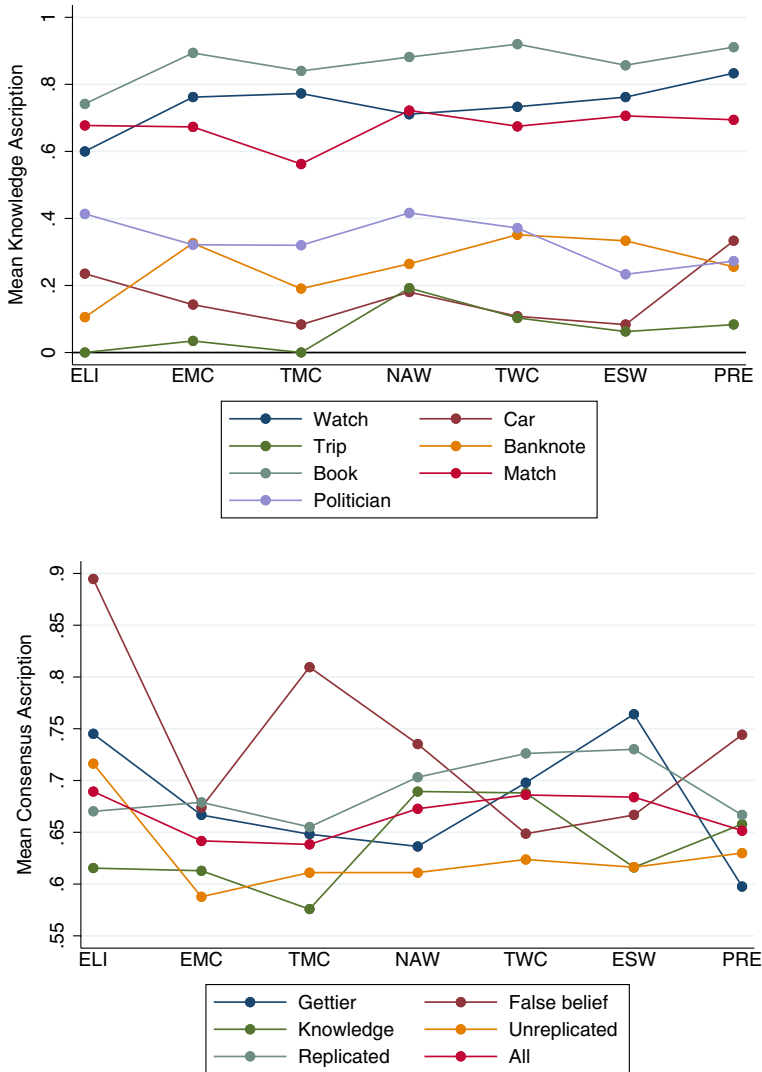 Mean Knowledge Ascription
1
.8
.6
.4
.2
0
ELI EMC TMC NAW TWC ESW PRE
Watch Car
Trip Banknote
Book Match
Politician
Mean Consensus Ascription
.9
.85
.8
.75
.7
.65
.6
.55
ELI EMC TMC NAW TWC ESW PRE
Gettier False belief
Knowledge Unreplicated
Replicated All